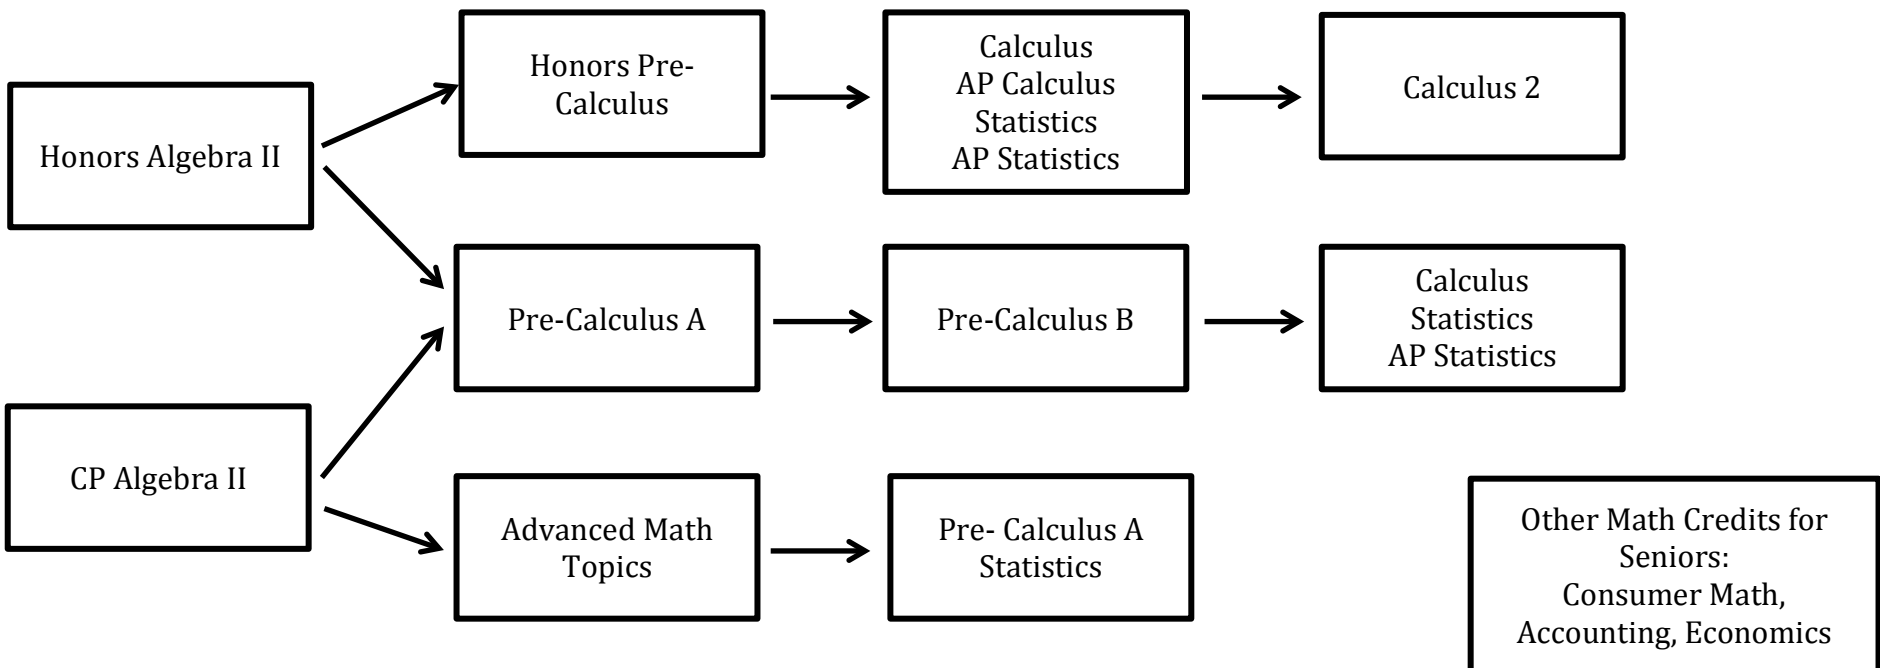 Honors Algebra II
Honors Pre-
Calculus
Calculus
AP Calculus
Statistics
AP Statistics
Calculus 2
Pre-Calculus A
Pre-Calculus B
Calculus
Statistics
AP Statistics
CP Algebra II
Advanced Math
Topics
Pre- Calculus A
Statistics
Other Math Credits for
Seniors:
Consumer Math,
Accounting, Economics